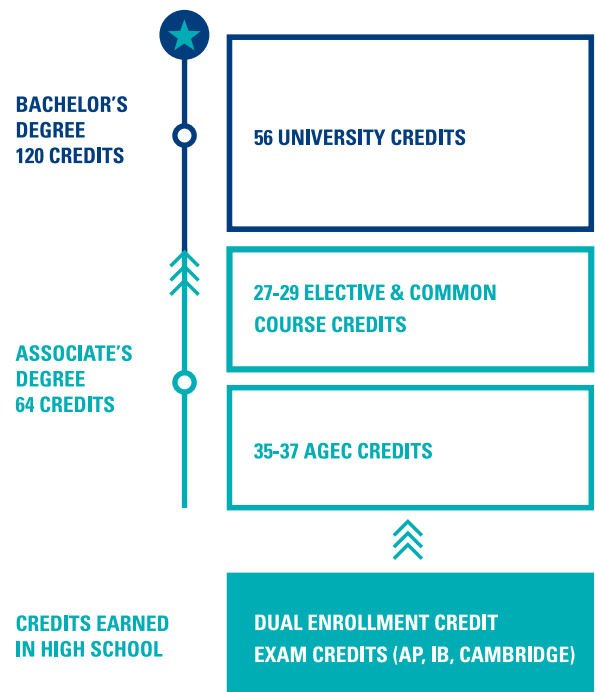 BACHELOR'S
DEGREE
120 CREDITS
56 UNIVERSITY CREDITS
27-29 ELECTIVE & COMMON
COURSE CREDITS
ASSOCIATE'S
DEGREE
64 CREDITS
35-37 AGEC CREDITS
CREDITS EARNED
IN HIGH SCHOOL
DUAL ENROLLMENT CREDIT
EXAM CREDITS (AP, IB, CAMBRIDGE)